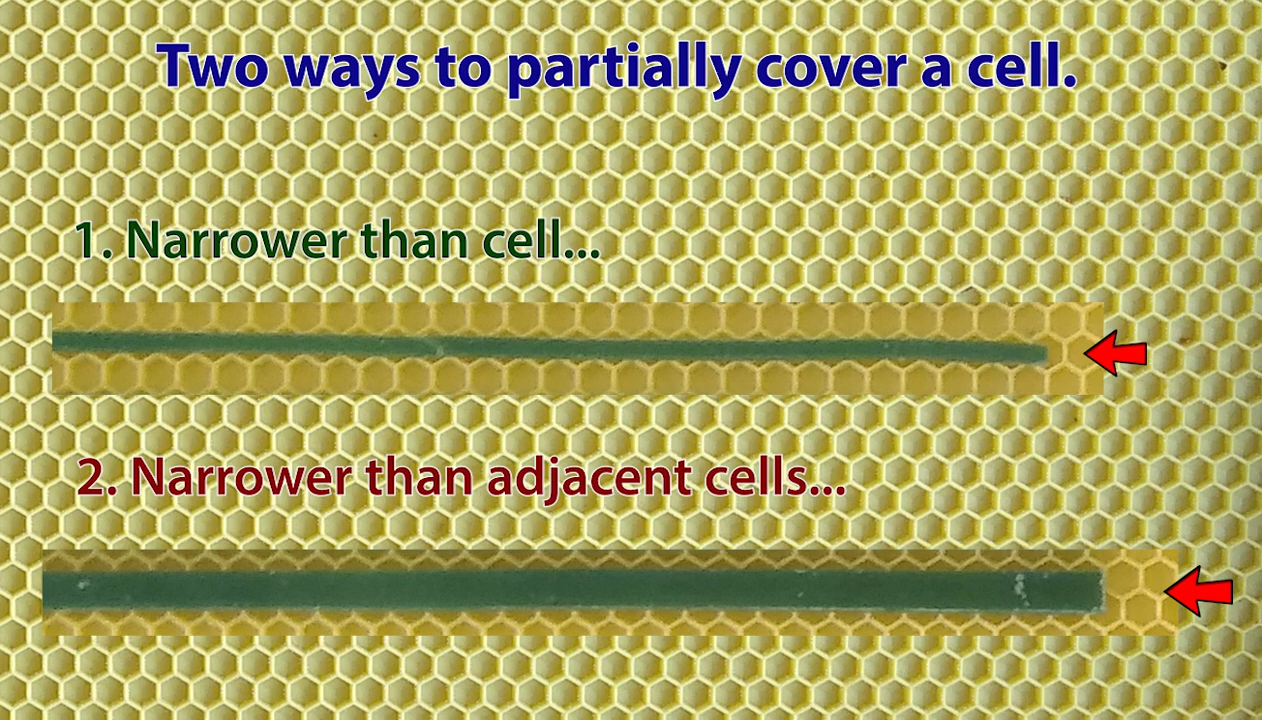 Two ways to partially cover a cell.
1. Narrower than cell...
2. Narrower than adjacent cells...